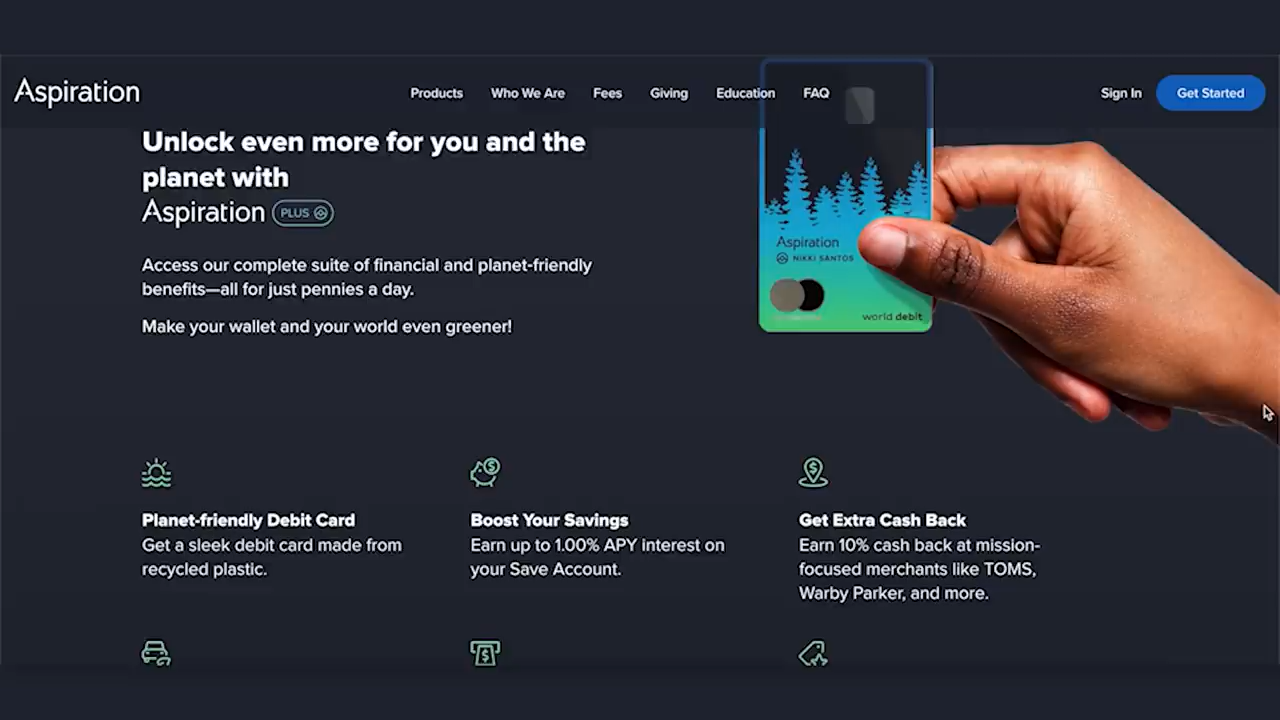 Aspiration
Products Who We Are Fees Giving Education FAQ
Sign In Get Started
Unlock even more for you and the
planet with
Aspiration PLUS
Access our complete suite of financial and planet-friendly
benefits—all for just pennies a day.
Make your wallet and your world even greener!
Aspiration
NIKKI SANTOS
world debit
Planet-friendly Debit Card
Get a sleek debit card made from
recycled plastic.
Boost Your Savings
Earn up to 1.00% APY interest on
your Save Account.
Get Extra Cash Back
Earn 10% cash back at mission-
focused merchants like TOMS,
Warby Parker, and more.